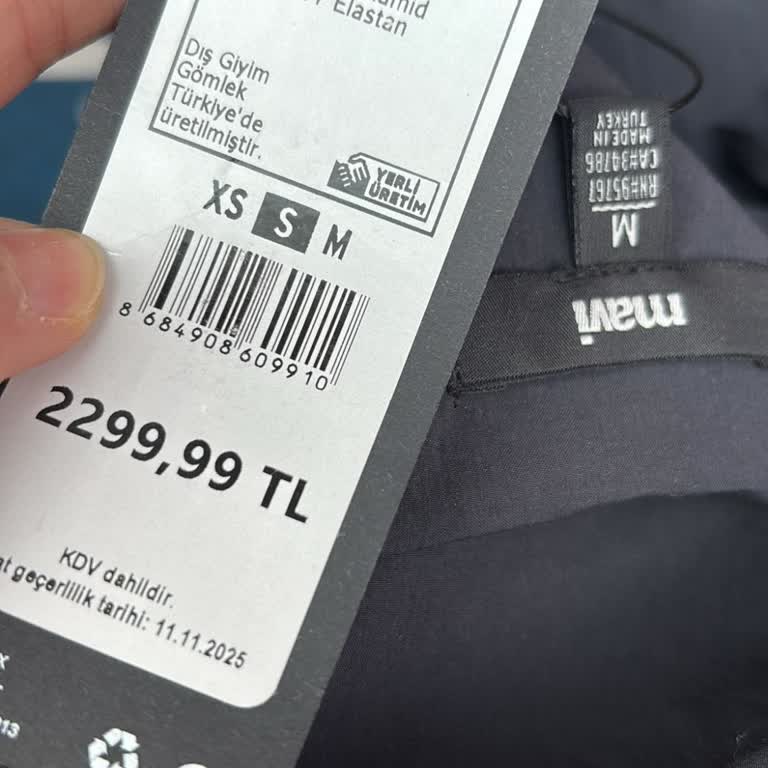 Elastan
Dış Giyim
Gömlek
Türkiye'de
üretilmiştir.
YERLİ
ÜRETİM
XS S M
8 684908 609910
2299,99 TL
KDV dahildir.
geçerlilik tarihi: 11.11.2025
M
RN#95767
CA#34786
MADE IN
TURKEY
mavi